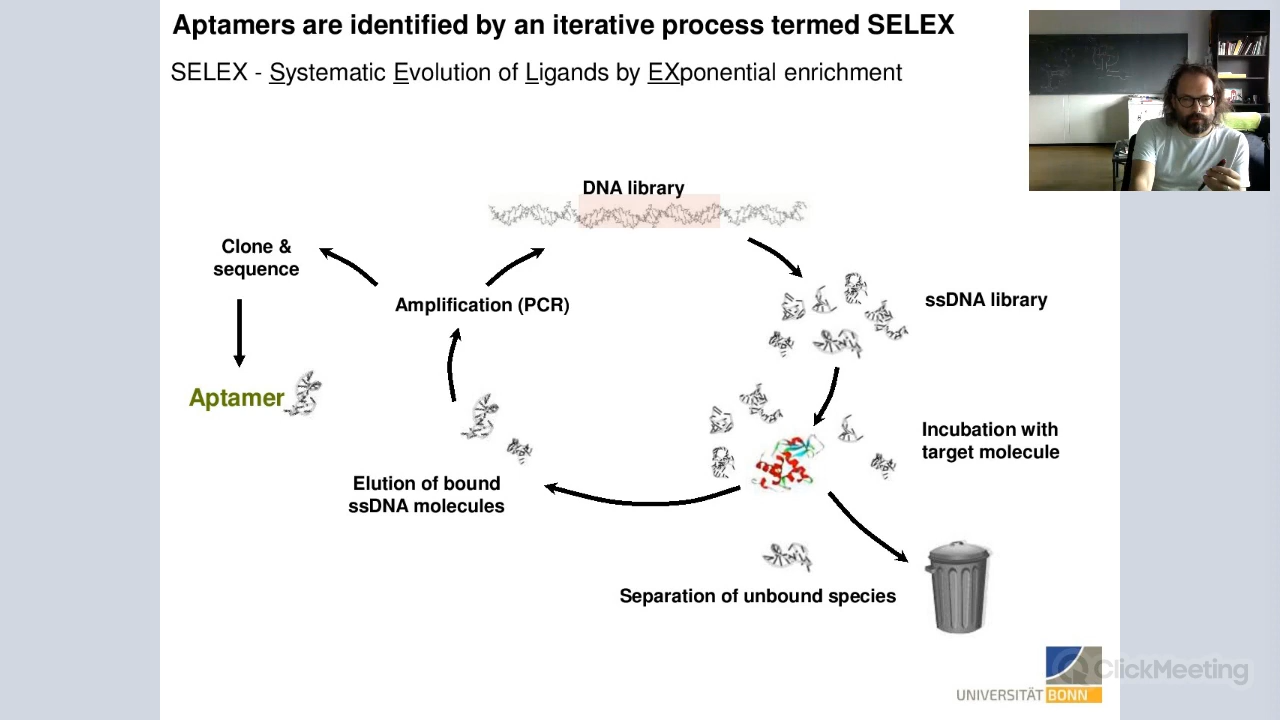 Aptamers are identified by an iterative process termed SELEX
SELEX - Systematic Evolution of Ligands by EXponential enrichment
DNA library
Clone &
sequence
Amplification (PCR)
ssDNA library
Aptamer
Incubation with
target molecule
Elution of bound
ssDNA molecules
Separation of unbound species
ClickMeeting
UNIVERSITÄT BONN